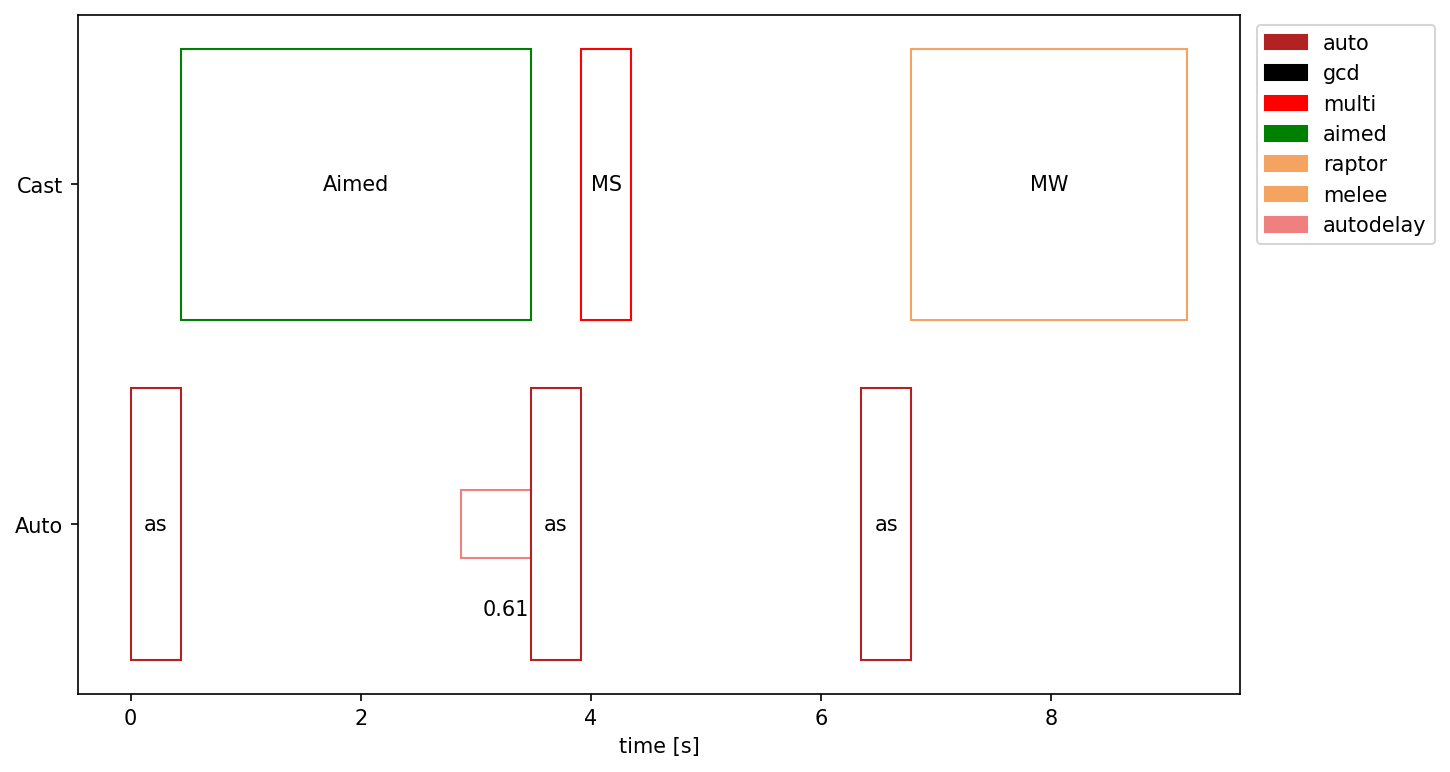 Cast
Aimed
MS
MW
Auto
as
as
as
0.61
0
2
4
6
8
time [s]
auto
gcd
multi
aimed
raptor
melee
autodelay